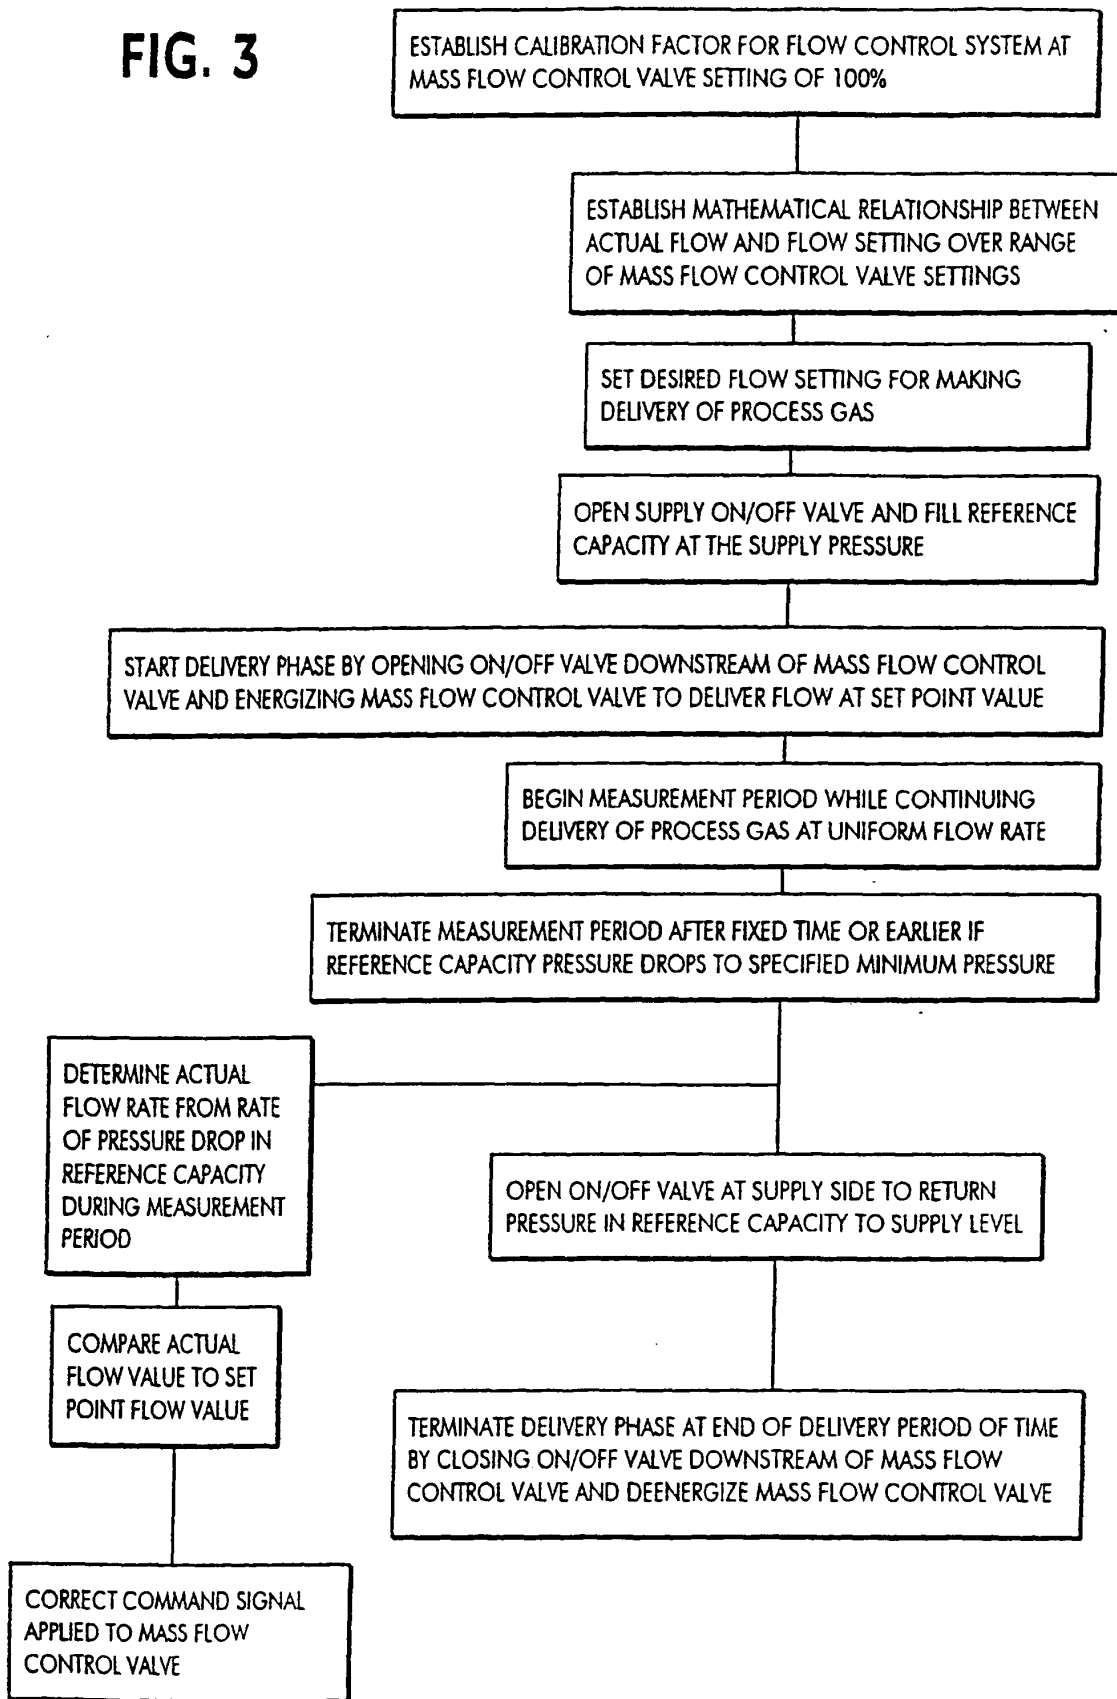 FIG. 3
ESTABLISH CALIBRATION FACTOR FOR FLOW CONTROL SYSTEM AT
MASS FLOW CONTROL VALVE SETTING OF 100%
ESTABLISH MATHEMATICAL RELATIONSHIP BETWEEN
ACTUAL FLOW AND FLOW SETTING OVER RANGE
OF MASS FLOW CONTROL VALVE SETTINGS
SET DESIRED FLOW SETTING FOR MAKING
DELIVERY OF PROCESS GAS
OPEN SUPPLY ON/OFF VALVE AND FILL REFERENCE
CAPACITY AT THE SUPPLY PRESSURE
START DELIVERY PHASE BY OPENING ON/OFF VALVE DOWNSTREAM OF MASS FLOW CONTROL
VALVE AND ENERGIZING MASS FLOW CONTROL VALVE TO DELIVER FLOW AT SET POINT VALUE
BEGIN MEASUREMENT PERIOD WHILE CONTINUING
DELIVERY OF PROCESS GAS AT UNIFORM FLOW RATE
TERMINATE MEASUREMENT PERIOD AFTER FIXED TIME OR EARLIER IF
REFERENCE CAPACITY PRESSURE DROPS TO SPECIFIED MINIMUM PRESSURE
DETERMINE ACTUAL
FLOW RATE FROM RATE
OF PRESSURE DROP IN
REFERENCE CAPACITY
DURING MEASUREMENT
PERIOD
OPEN ON/OFF VALVE AT SUPPLY SIDE TO RETURN
PRESSURE IN REFERENCE CAPACITY TO SUPPLY LEVEL
COMPARE ACTUAL
FLOW VALUE TO SET
POINT FLOW VALUE
TERMINATE DELIVERY PHASE AT END OF DELIVERY PERIOD OF TIME
BY CLOSING ON/OFF VALVE DOWNSTREAM OF MASS FLOW
CONTROL VALVE AND DEENERGIZE MASS FLOW CONTROL VALVE
CORRECT COMMAND SIGNAL
APPLIED TO MASS FLOW
CONTROL VALVE